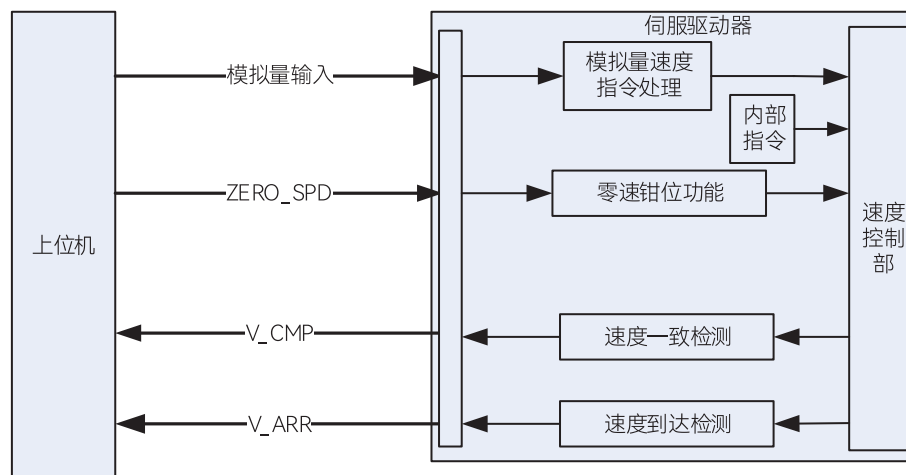 伺服驱动器
模拟量输入
模拟量速度
指令处理
内部
指令
ZERO_SPD
零速钳位功能
上位机
速度
控制
部
V_CMP
速度一致检测
V_ARR
速度到达检测